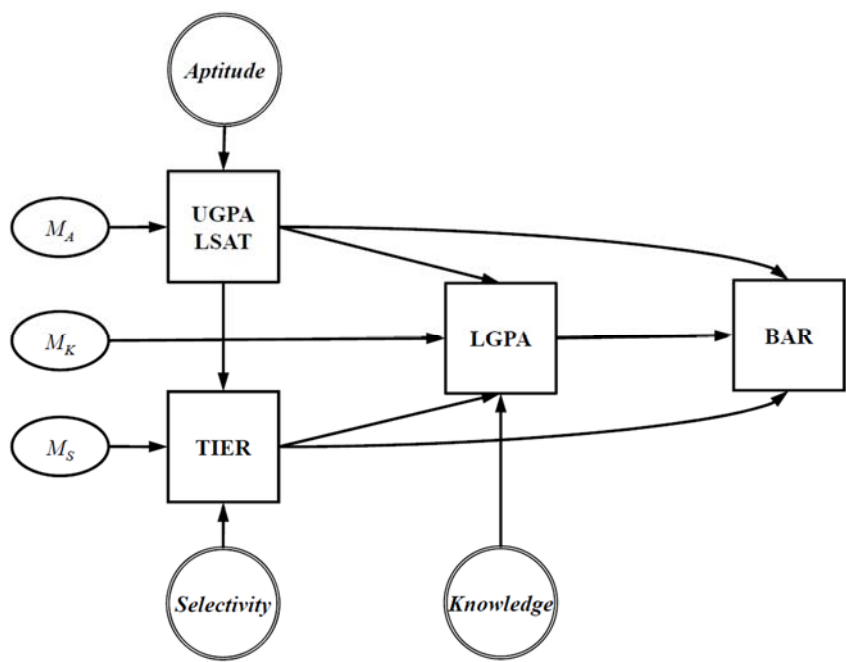 Aptitude
M_A
UGPA
LSAT
M_K
LGPA
BAR
M_S
TIER
Selectivity
Knowledge